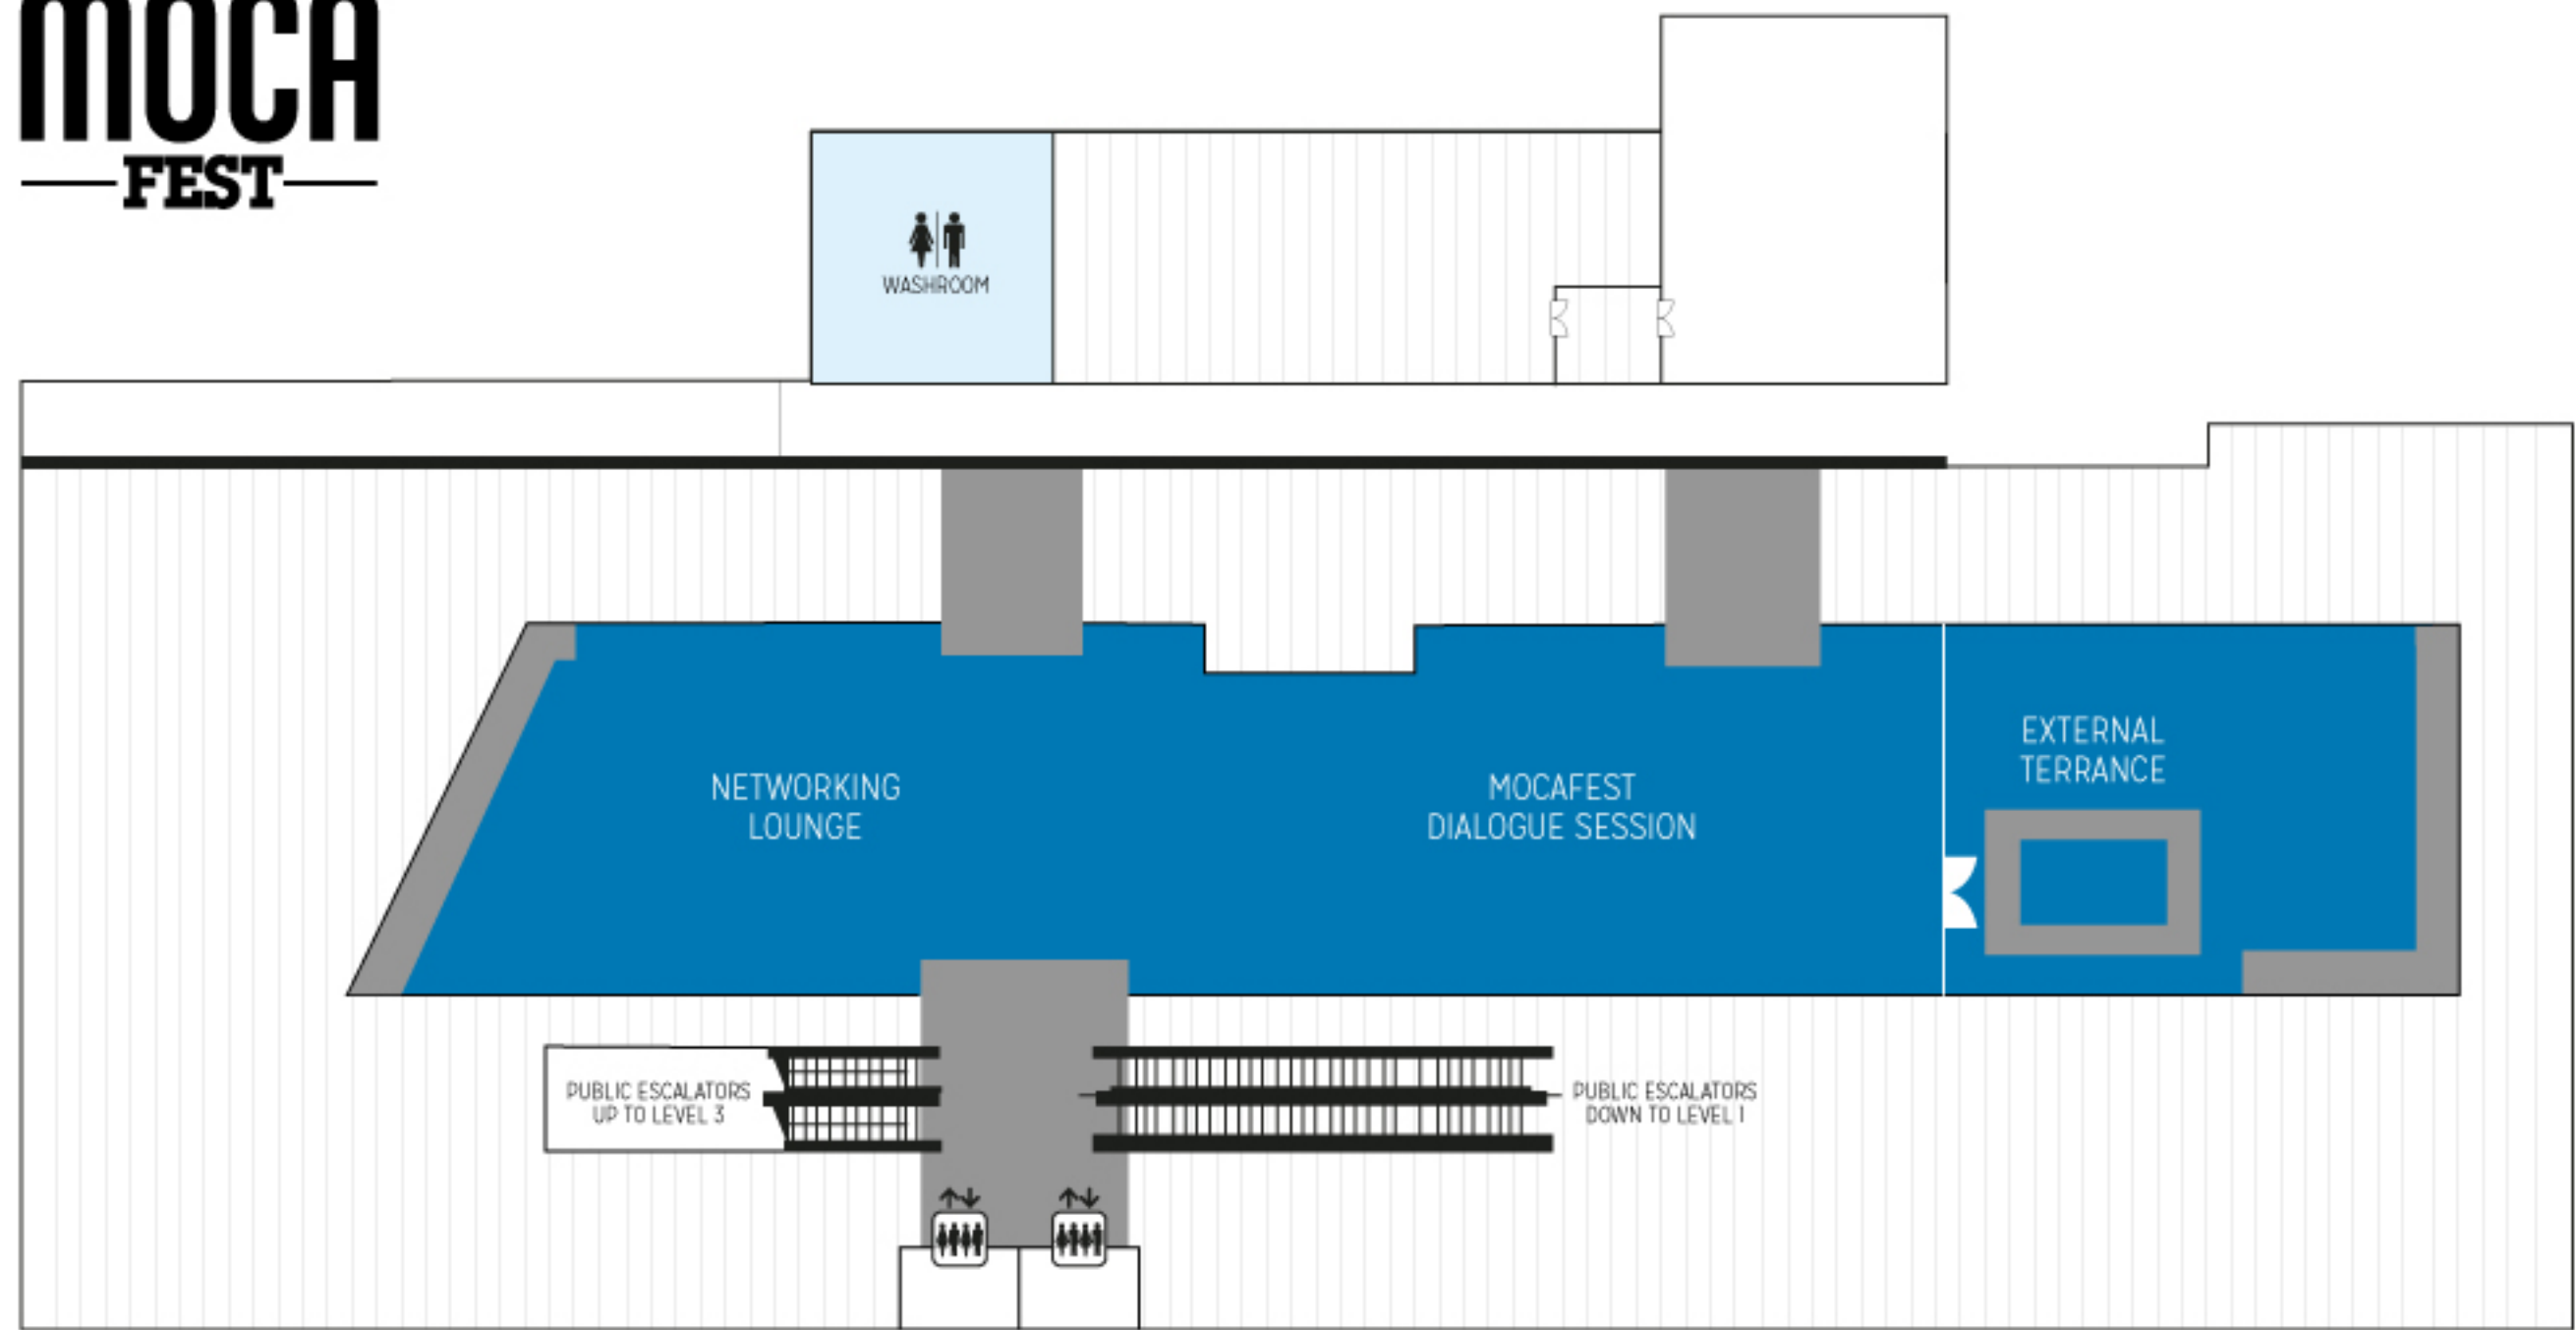 MOCA
FEST
WASHROOM
NETWORKING
LOUNGE
MOCAFEST
DIALOGUE SESSION
EXTERNAL
TERRANCE
PUBLIC ESCALATORS
UP TO LEVEL 3
PUBLIC ESCALATORS
DOWN TO LEVEL 1